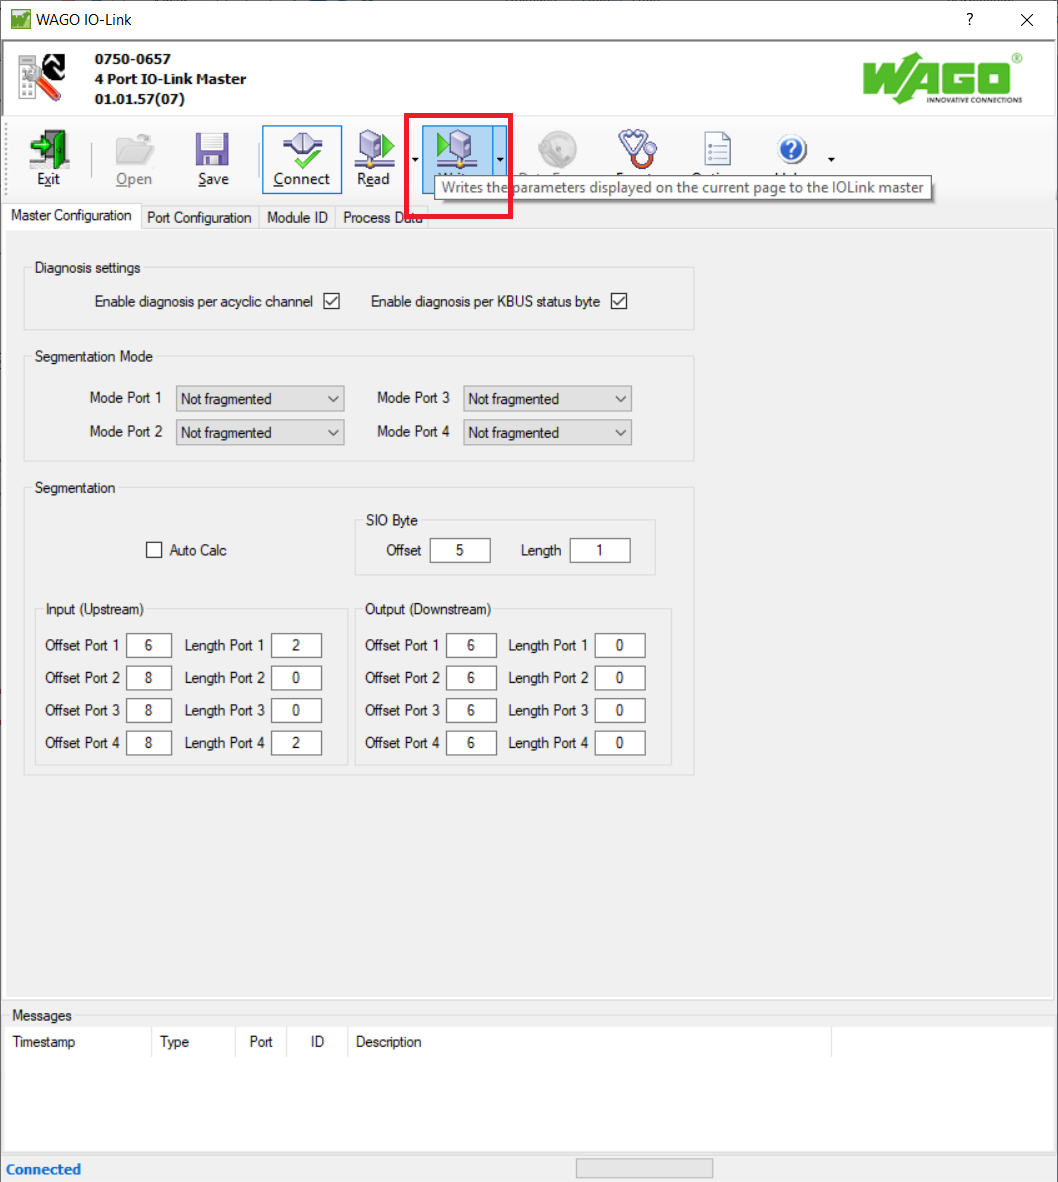 WAGO IO-Link
?
0750-0657
4 Port IO-Link Master
01.01.57(07)
WAGO®
INNOVATIVE CONNECTIONS
Exit
Open
Save
Connect
Read
Writes the parameters displayed on the current page to the IOLink master
Master Configuration
Port Configuration
Module ID
Process Data
Diagnosis settings
Enable diagnosis per acyclic channel
Enable diagnosis per KBUS status byte
Segmentation Mode
Mode Port 1 Not fragmented
Mode Port 3 Not fragmented
Mode Port 2 Not fragmented
Mode Port 4 Not fragmented
Segmentation
SIO Byte
Auto Calc
Offset 5 Length 1
Input (Upstream)
Output (Downstream)
Offset Port 1 6 Length Port 1 2
Offset Port 1 6 Length Port 1 0
Offset Port 2 8 Length Port 2 0
Offset Port 2 6 Length Port 2 0
Offset Port 3 8 Length Port 3 0
Offset Port 3 6 Length Port 3 0
Offset Port 4 8 Length Port 4 2
Offset Port 4 6 Length Port 4 0
Messages
Timestamp Type Port ID Description
Connected